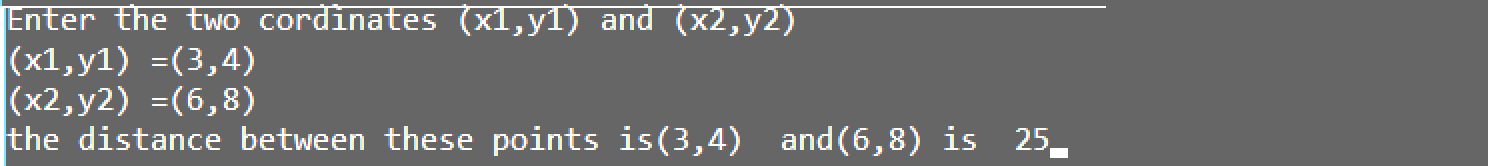 Enter the two cordinates (x1,y1) and (x2,y2)
(x1,y1) =(3,4)
(x2,y2) =(6,8)
the distance between these points is(3,4)  and(6,8) is  25